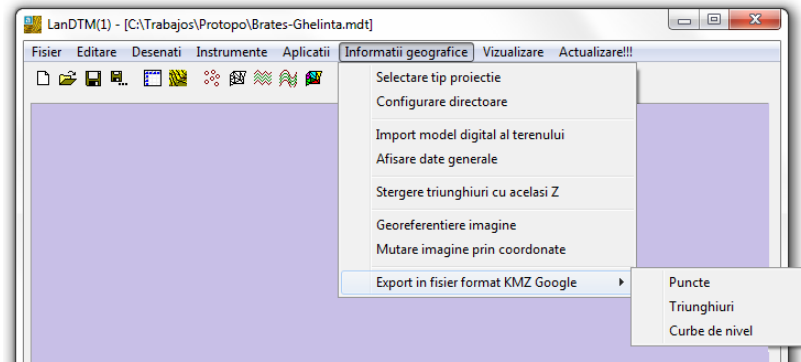 LanDTM(1) - [C:\Trabajos\Protopo\Brates-Ghelinta.mdt]
Fisier Editare Desenati Instrumente Aplicatii Informatii geografice Vizualizare Actualizare!!!
Selectare tip proiectie
Configurare directoare
Import model digital al terenului
Afisare date generale
Stergere triunghiuri cu acelasi Z
Georeferentiere imagine
Mutare imagine prin coordonate
Export in fisier format KMZ Google
Puncte
Triunghiuri
Curbe de nivel